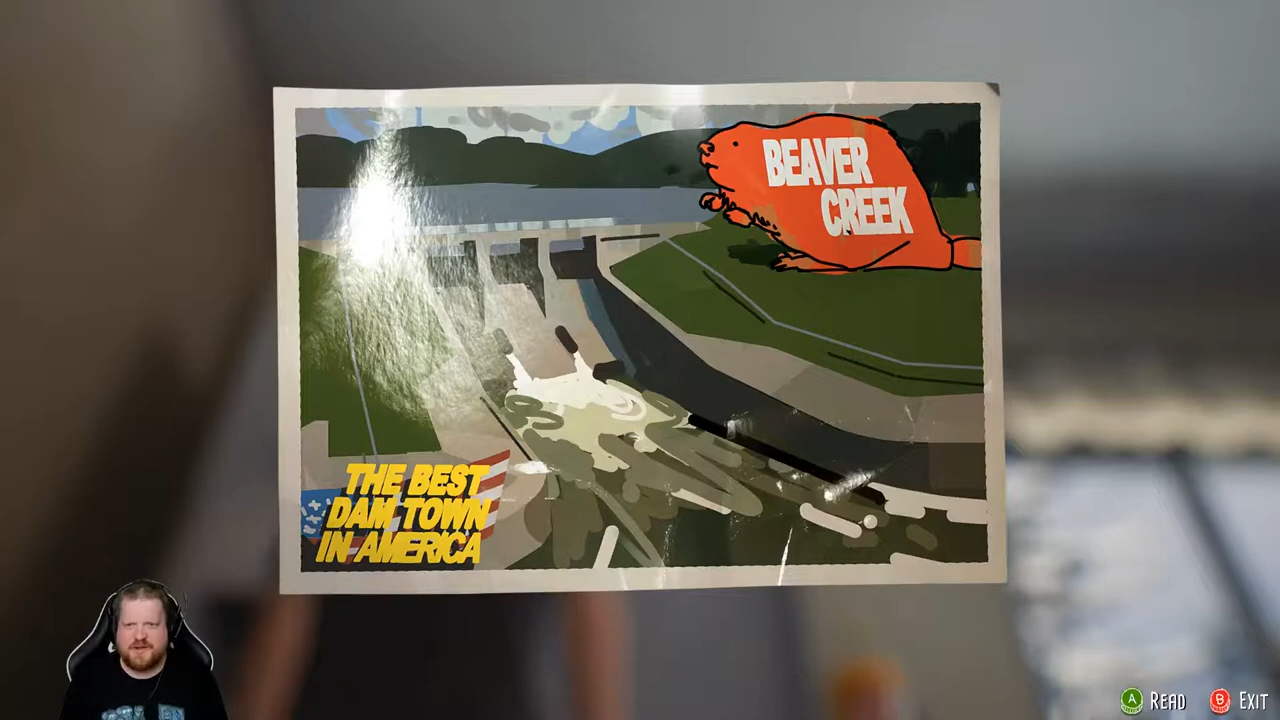 BEAVER
CREEK
THE BEST
DAM TOWN
IN AMERICA
A READ
B EXIT